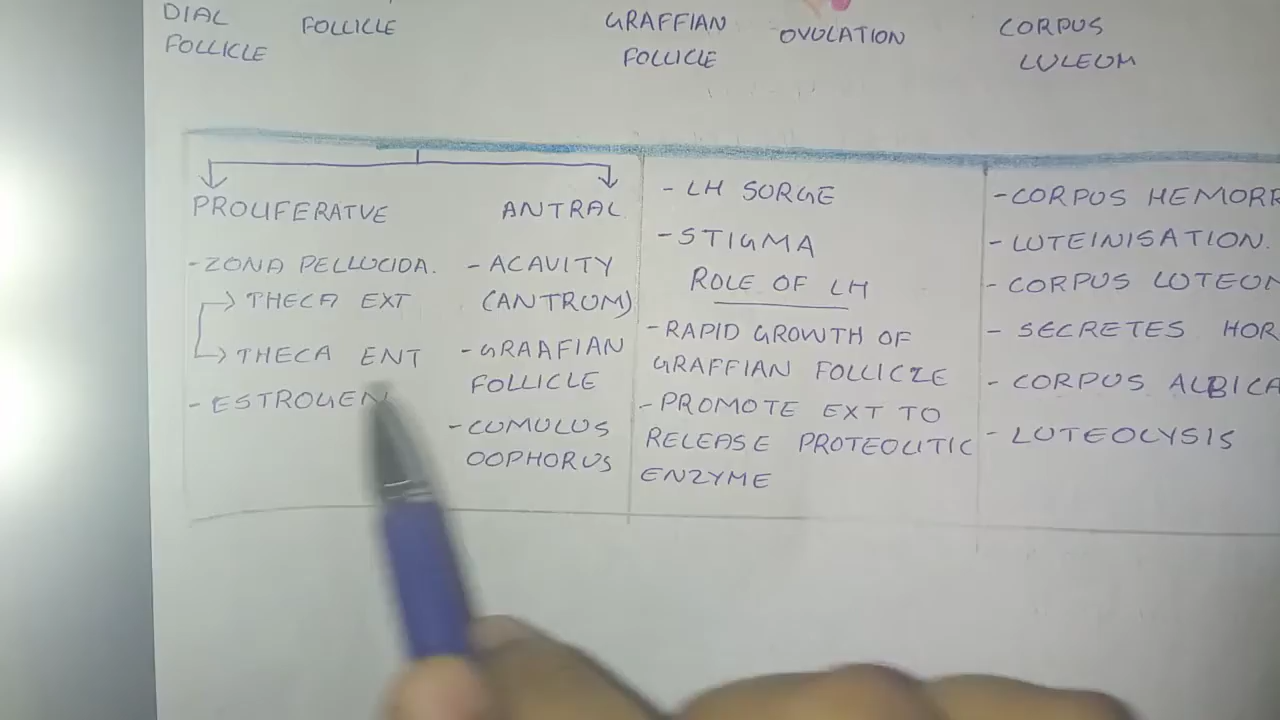 DIAL
FOLLICLE
FOLLICLE
GRAFFIAN
FOLLICLE
OVULATION
CORPUS
LULEUM
PROLIFERATVE
- ZONA PELLUCIDA.
THECA EXT
THECA ENT
- ESTROGEN
ANTRAL
- ACAVITY
(ANTRUM)
- GRAAFIAN
FOLLICLE
- CUMULUS
OOPHORUS
- LH SURGE
- STIGMA
ROLE OF LH
- RAPID GROWTH OF
GRAFFIAN FOLLICLE
- PROMOTE EXT TO
RELEASE PROTEOLITIC
ENZYME
- CORPUS HEMORR
- LUTEINISATION.
- CORPUS LUTEUM
- SECRETES HOR
- CORPUS ALBICA
- LUTEOLYSIS